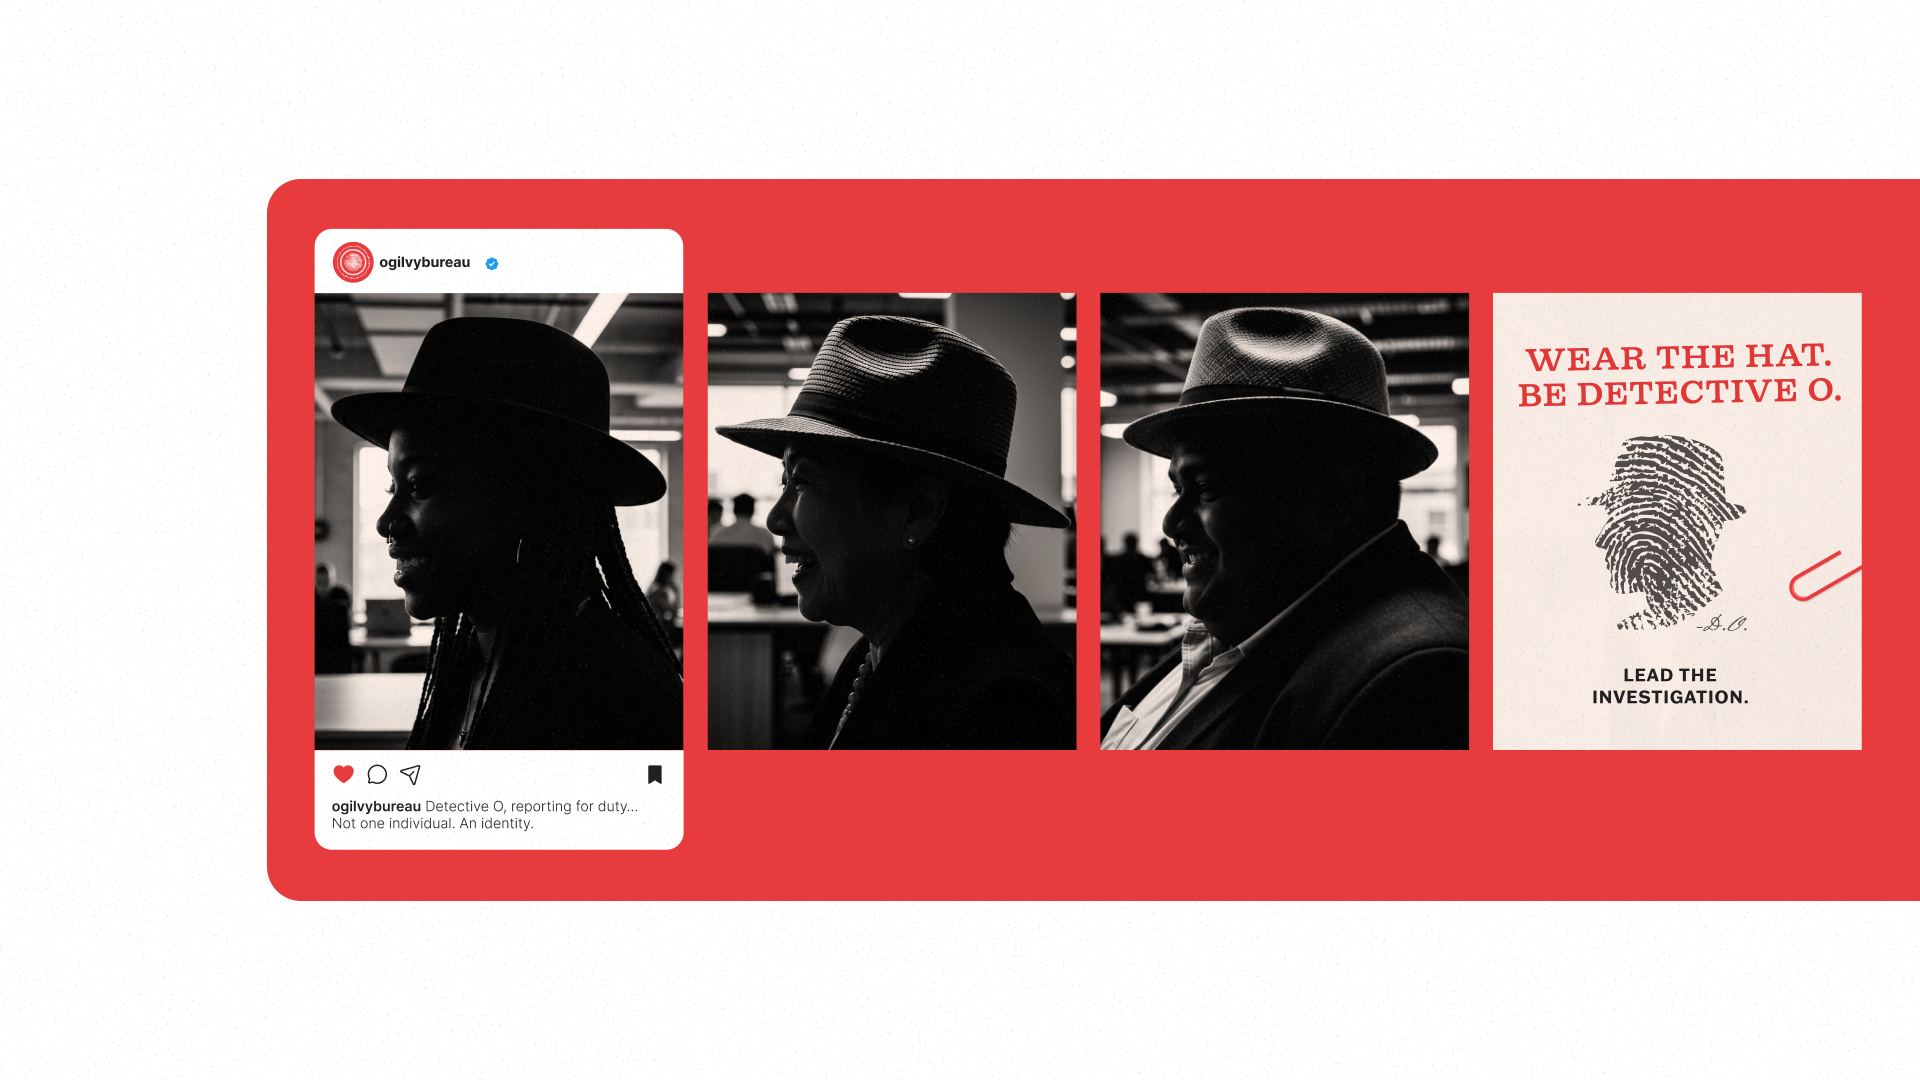 ogilvybureau
ogilvybureau Detective O, reporting for duty...
Not one individual. An identity.
WEAR THE HAT.
BE DETECTIVE O.
-D.O.
LEAD THE
INVESTIGATION.